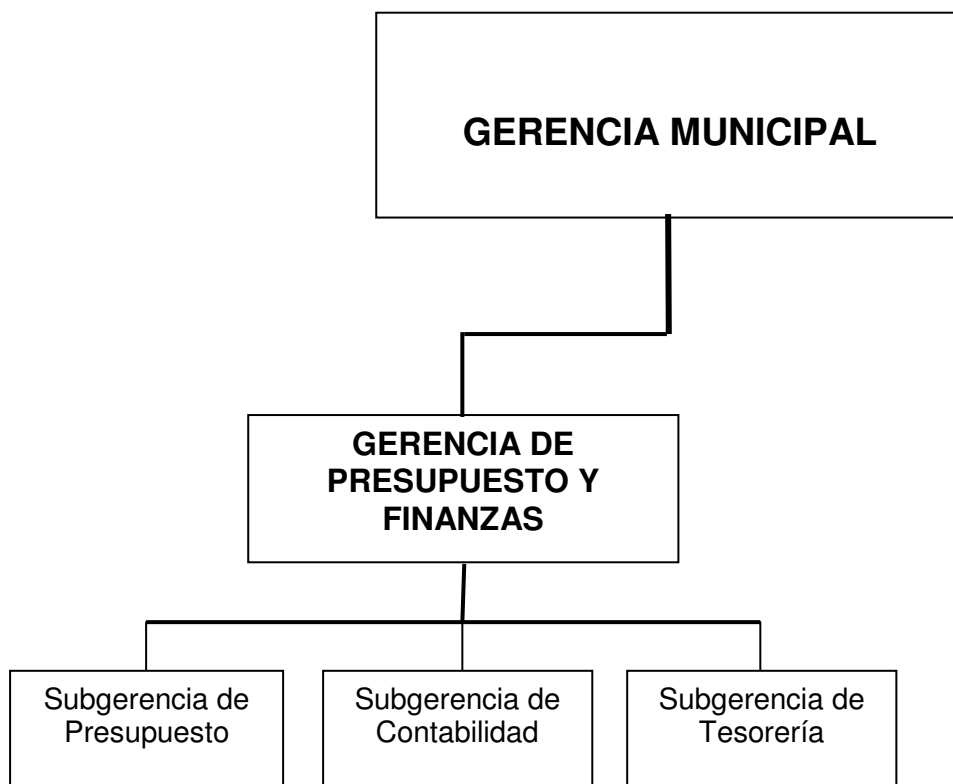 GERENCIA MUNICIPAL
GERENCIA DE
PRESUPUESTO Y
FINANZAS
Subgerencia de
Presupuesto
Subgerencia de
Contabilidad
Subgerencia de
Tesorería